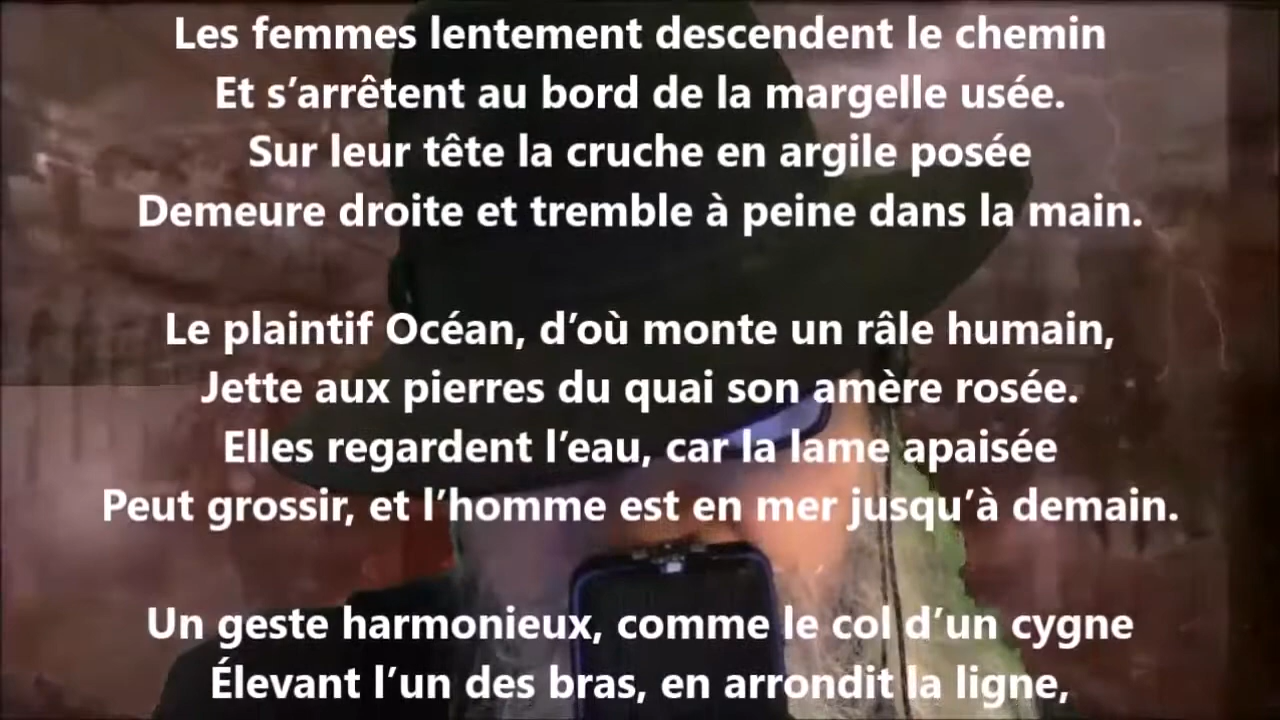 Les femmes lentement descendent le chemin
Et s’arrêtent au bord de la margelle usée.
Sur leur tête la cruche en argile posée
Demeure droite et tremble à peine dans la main.
Le plaintif Océan, d’où monte un râle humain,
Jette aux pierres du quai son amère rosée.
Elles regardent l’eau, car la lame apaisée
Peut grossir, et l’homme est en mer jusqu’à demain.
Un geste harmonieux, comme le col d’un cygne
Élevant l’un des bras, en arrondit la ligne,